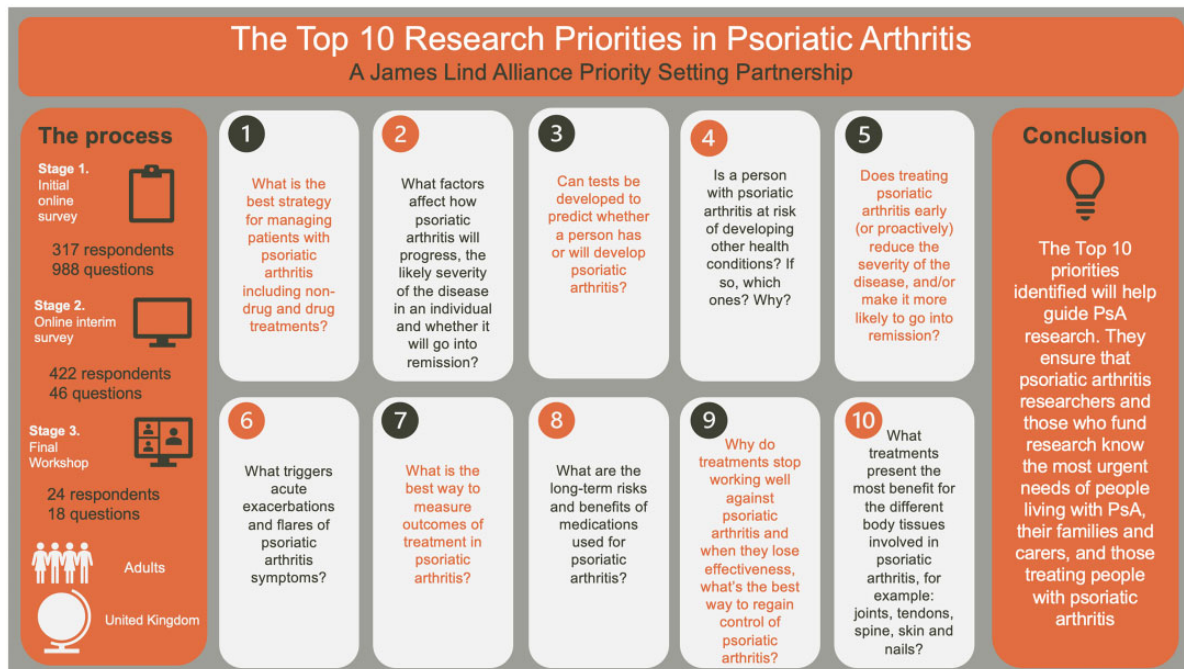 The Top 10 Research Priorities in Psoriatic Arthritis
A James Lind Alliance Priority Setting Partnership
The process
Stage 1.
Initial
online
survey
317 respondents
988 questions
Stage 2.
Online interim
survey
422 respondents
46 questions
Stage 3.
Final
Workshop
24 respondents
18 questions
Adults
United Kingdom
1
What is the
best strategy
for managing
patients with
psoriatic
arthritis
including non-
drug and drug
treatments?
2
What factors
affect how
psoriatic
arthritis will
progress, the
likely severity
of the disease
in an individual
and whether it
will go into
remission?
3
Can tests be
developed to
predict whether
a person has
or will develop
psoriatic
arthritis?
4
Is a person
with psoriatic
arthritis at risk
of developing
other health
conditions? If
so, which
ones? Why?
5
Does treating
psoriatic
arthritis early
(or proactively)
reduce the
severity of the
disease, and/or
make it more
likely to go into
remission?
6
What triggers
acute
exacerbations
and flares of
psoriatic
arthritis
symptoms?
7
What is the
best way to
measure
outcomes of
treatment in
psoriatic
arthritis?
8
What are the
long-term risks
and benefits of
medications
used for
psoriatic
arthritis?
9
Why do
treatments stop
working well
against
psoriatic
arthritis and
when they lose
effectiveness,
what's the best
way to regain
control of
psoriatic
arthritis?
10
What
treatments
present the
most benefit for
the different
body tissues
involved in
psoriatic
arthritis, for
example:
joints, tendons,
spine, skin and
nails?
Conclusion
The Top 10
priorities
identified will help
guide PsA
research. They
ensure that
psoriatic arthritis
researchers and
those who fund
research know
the most urgent
needs of people
living with PsA,
their families and
carers, and those
treating people
with psoriatic
arthritis